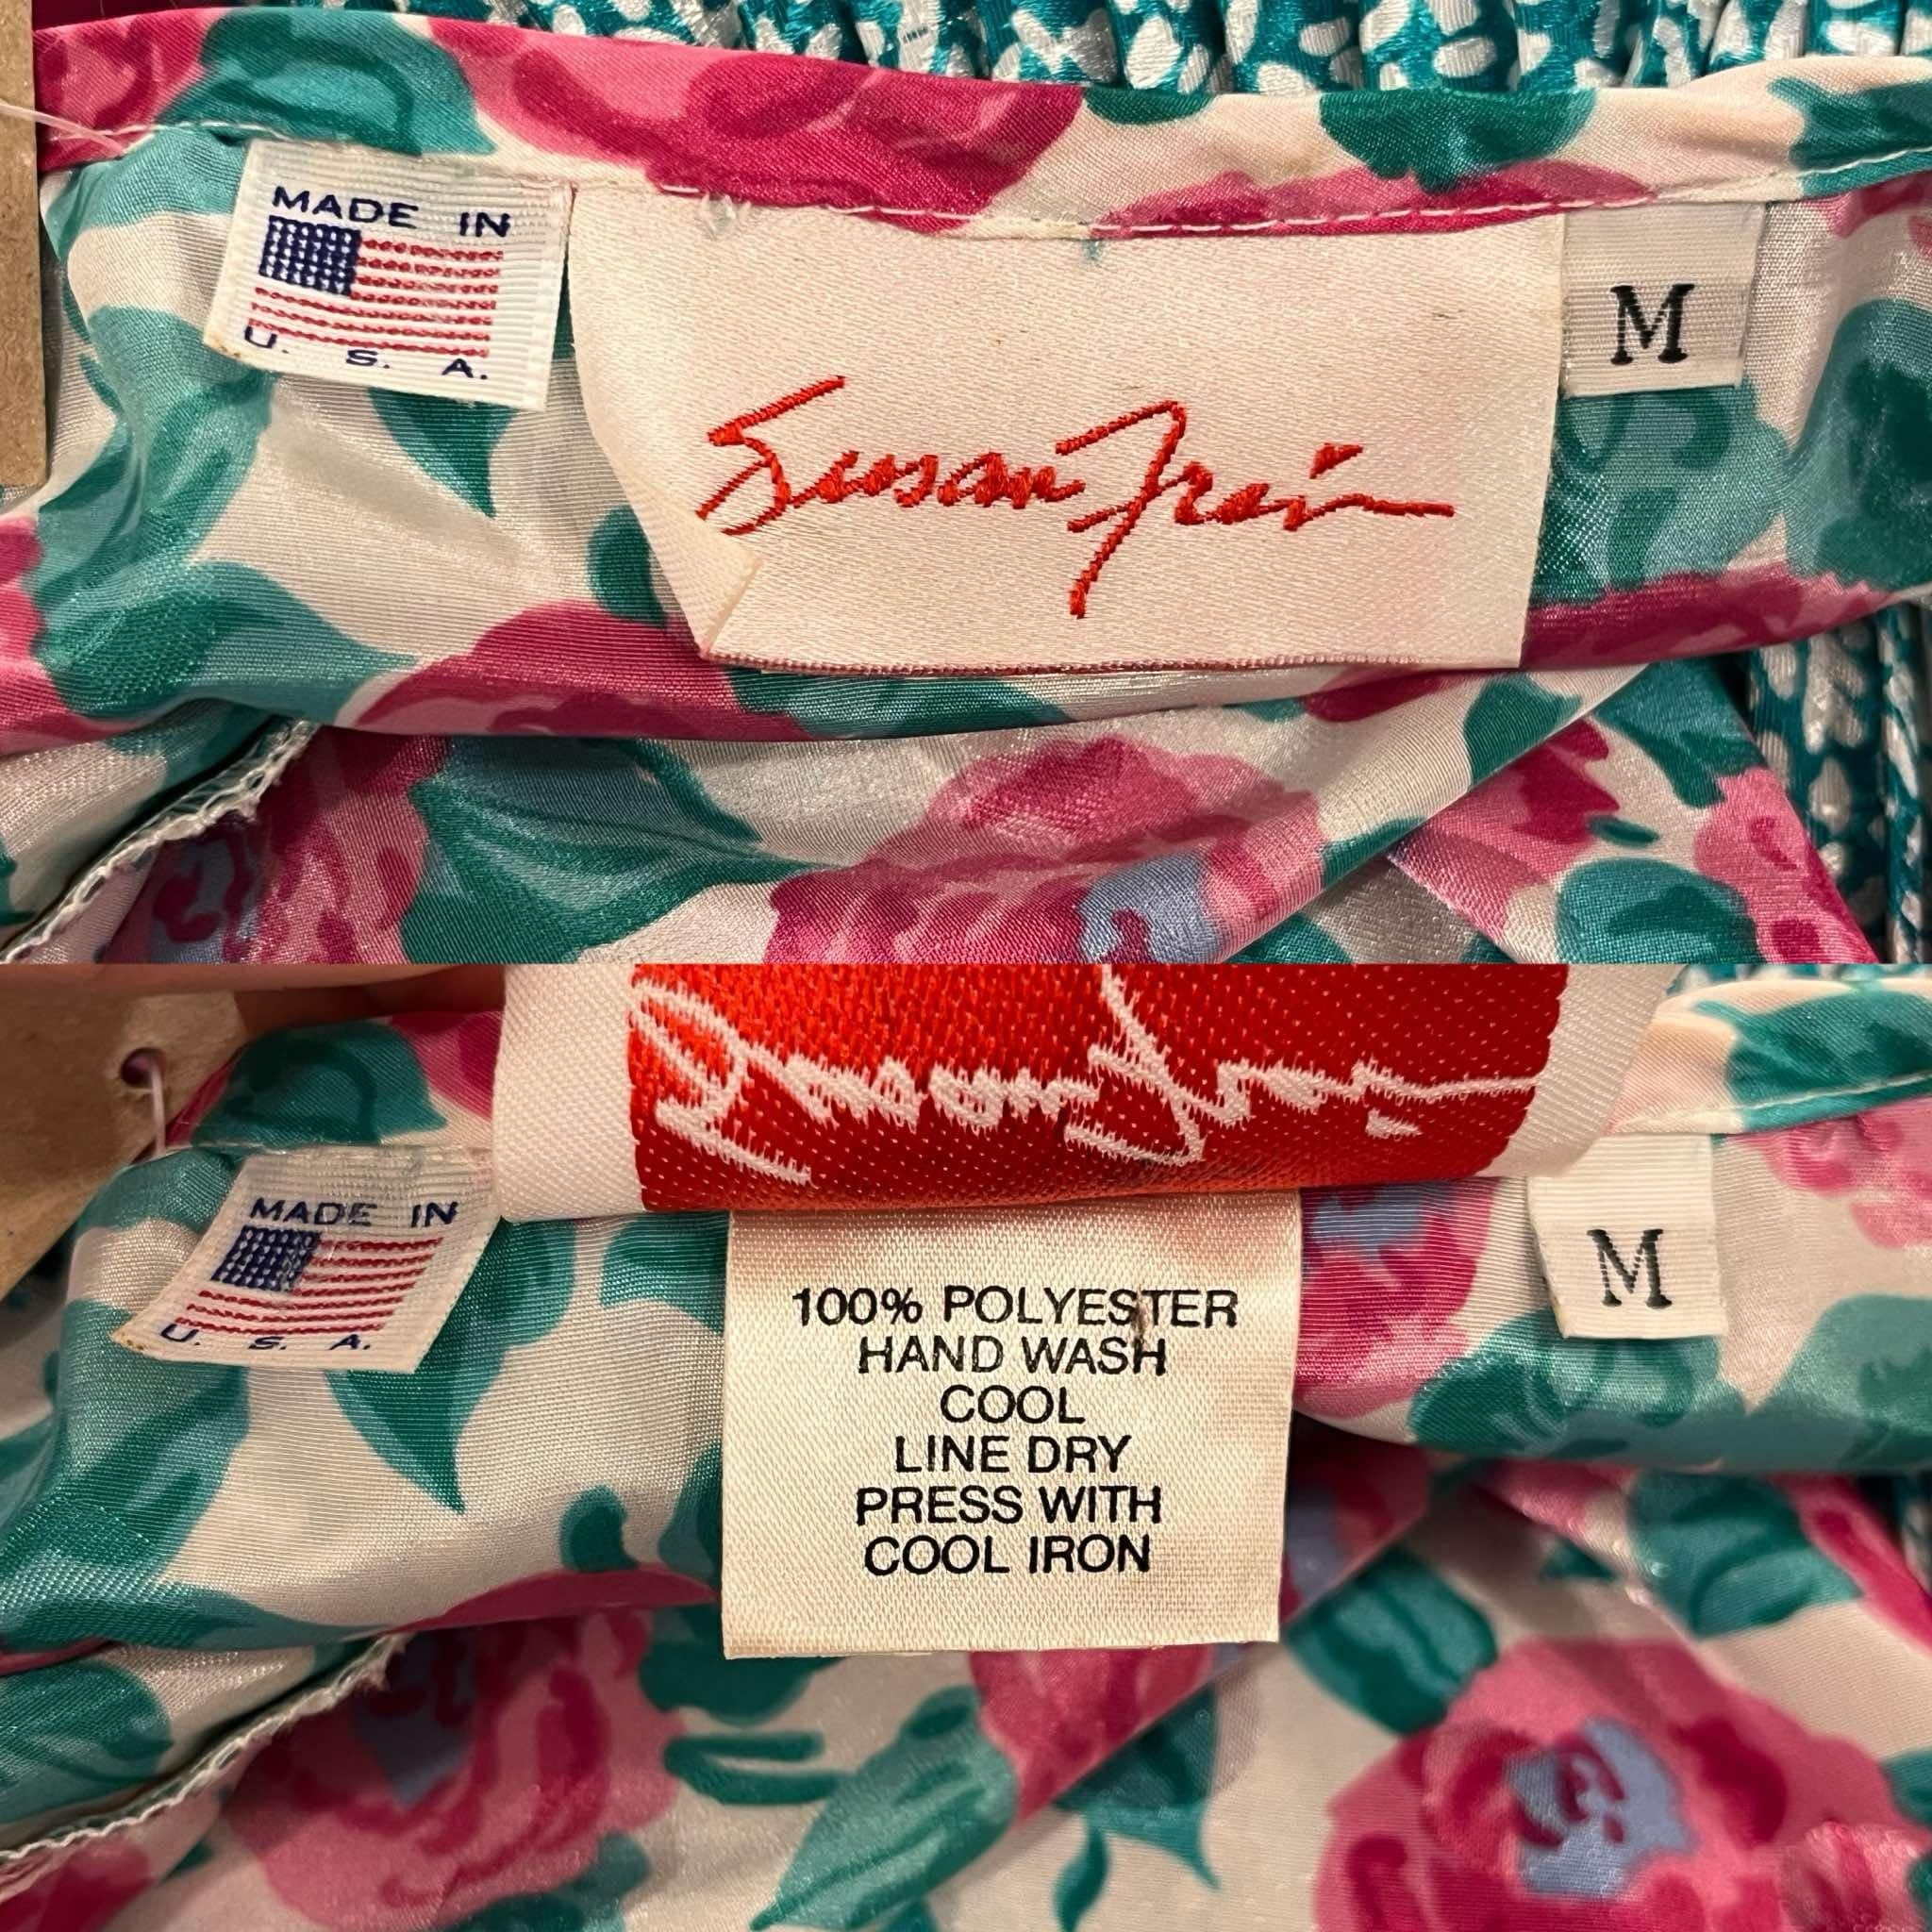 MADE IN
U. S. A.
Susan Freis
M
MADE IN
U. S. A.
M
100% POLYESTER
HAND WASH
COOL
LINE DRY
PRESS WITH
COOL IRON